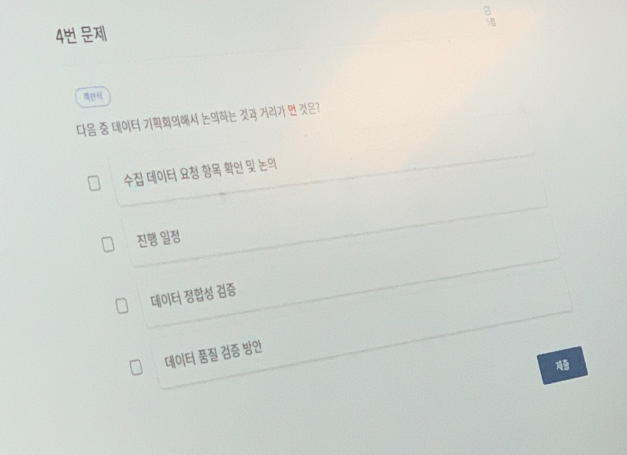 4번 문제
객관식
다음 중 데이터 기획회의에서 논의하는 것과 거리가 먼 것은?
수집 데이터 요청 항목 확인 및 논의
진행 일정
데이터 정합성 검증
데이터 품질 검증 방안
제출